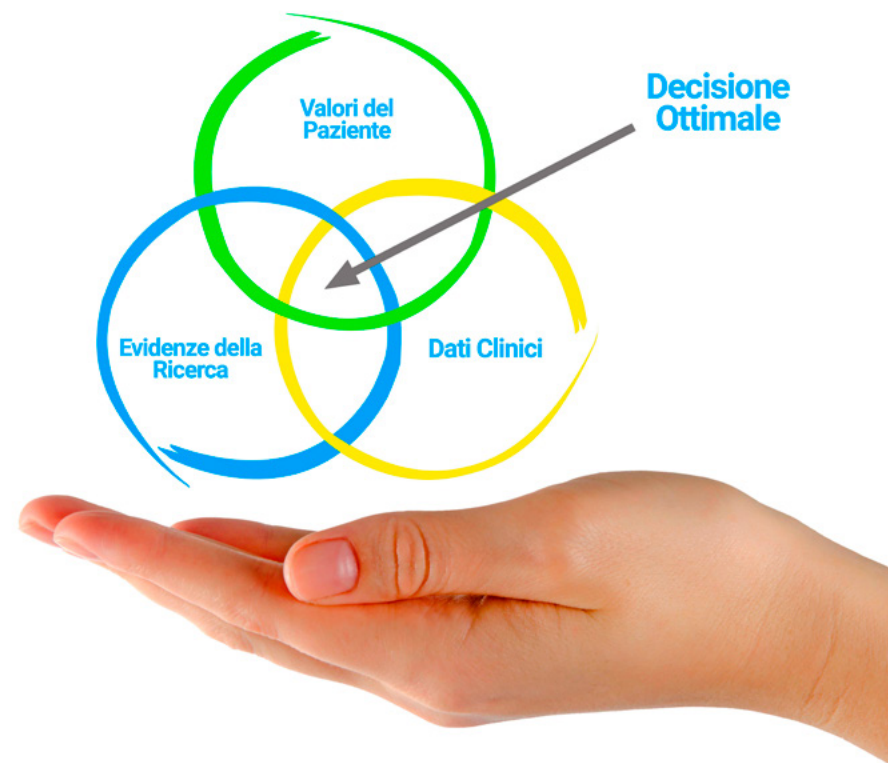 Valori del
Paziente
Decisione
Ottimale
Evidenze della
Ricerca
Dati Clinici